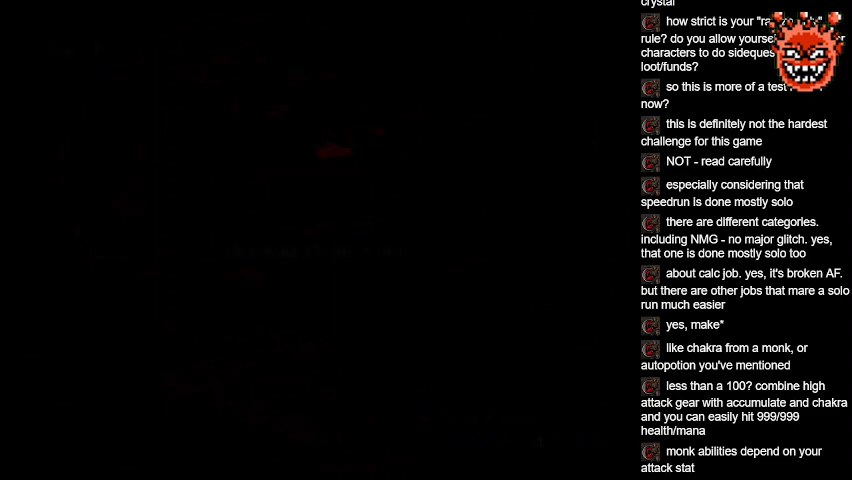 crystal
how strict is your
rule? do you allow
characters to do
loot/funds?
so this is more of a test
now?
this is definitely not the hardest
challenge for this game
NOT - read carefully
especially considering that
speedrun is done mostly solo
there are different categories.
including NMG - no major glitch. yes,
that one is done mostly solo too
about calc job. yes, it's broken AF.
but there are other jobs that mare a solo
run much easier
yes, make*
like chakra from a monk, or
autopotion you've mentioned
less than a 100? combine high
attack gear with accumulate and chakra
and you can easily hit 999/999
health/mana
monk abilities depend on your
attack stat